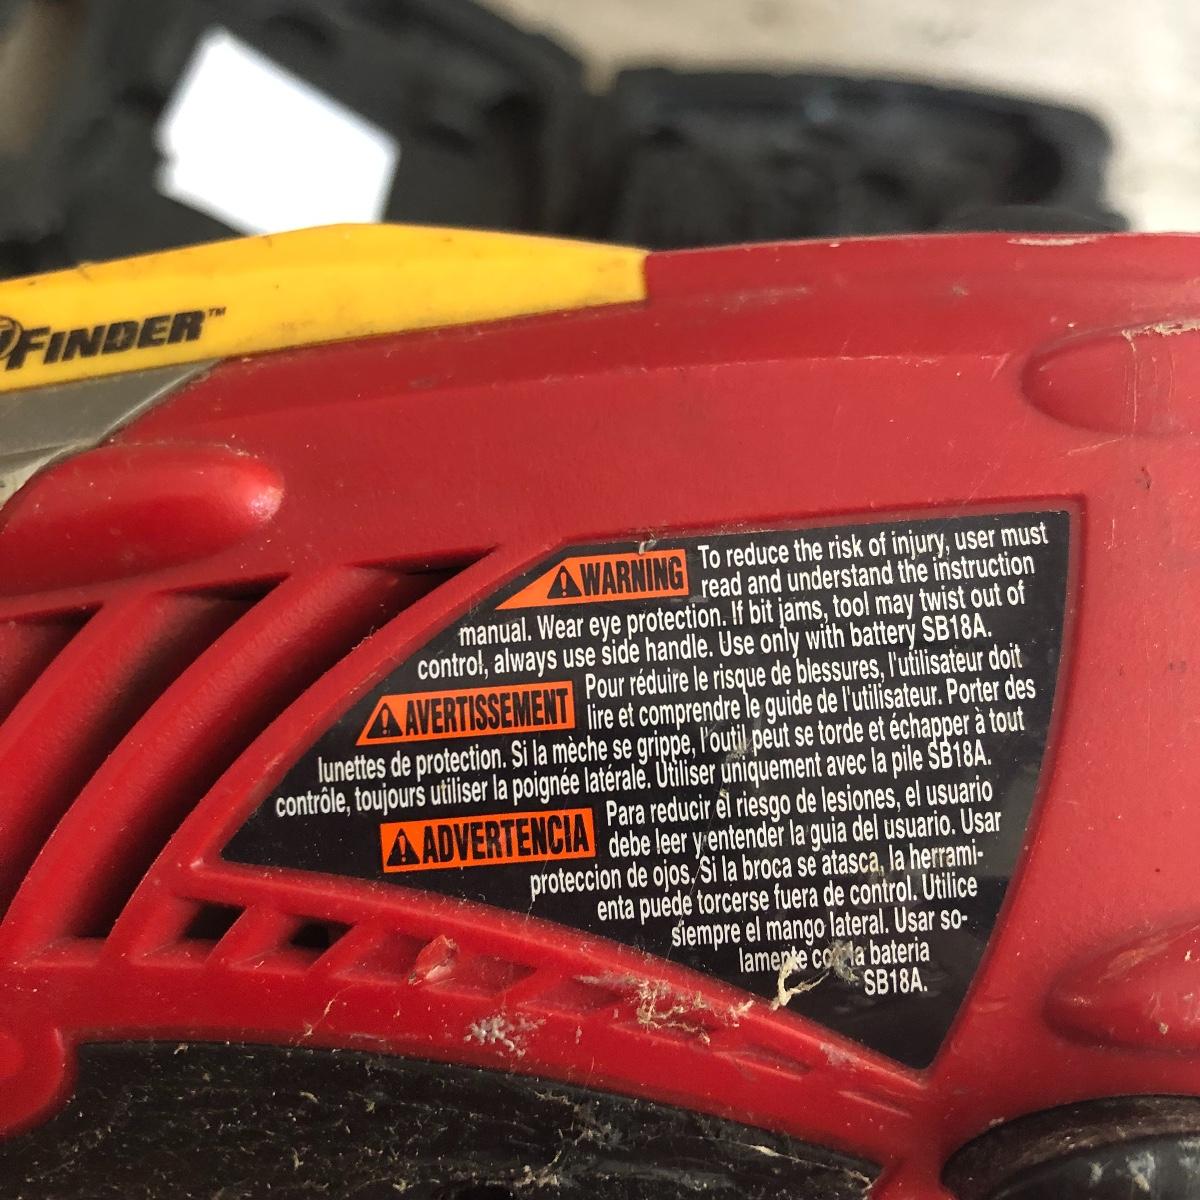 FINDER™
⚠WARNING To reduce the risk of injury, user must
read and understand the instruction
manual. Wear eye protection. If bit jams, tool may twist out of
control, always use side handle. Use only with battery SB18A.
⚠AVERTISSEMENT Pour réduire le risque de blessures, l'utilisateur doit
lire et comprendre le guide de l'utilisateur. Porter des
lunettes de protection. Si la mèche se grippe, l'outil peut se torde et échapper à tout
contrôle, toujours utiliser la poignée latérale. Utiliser uniquement avec la pile SB18A.
⚠ADVERTENCIA Para reducir el riesgo de lesiones, el usuario
debe leer y entender la guia del usuario. Usar
proteccion de ojos. Si la broca se atasca, la herrami-
enta puede torcerse fuera de control. Utilice
siempre el mango lateral. Usar so-
lamente con la bateria
SB18A.